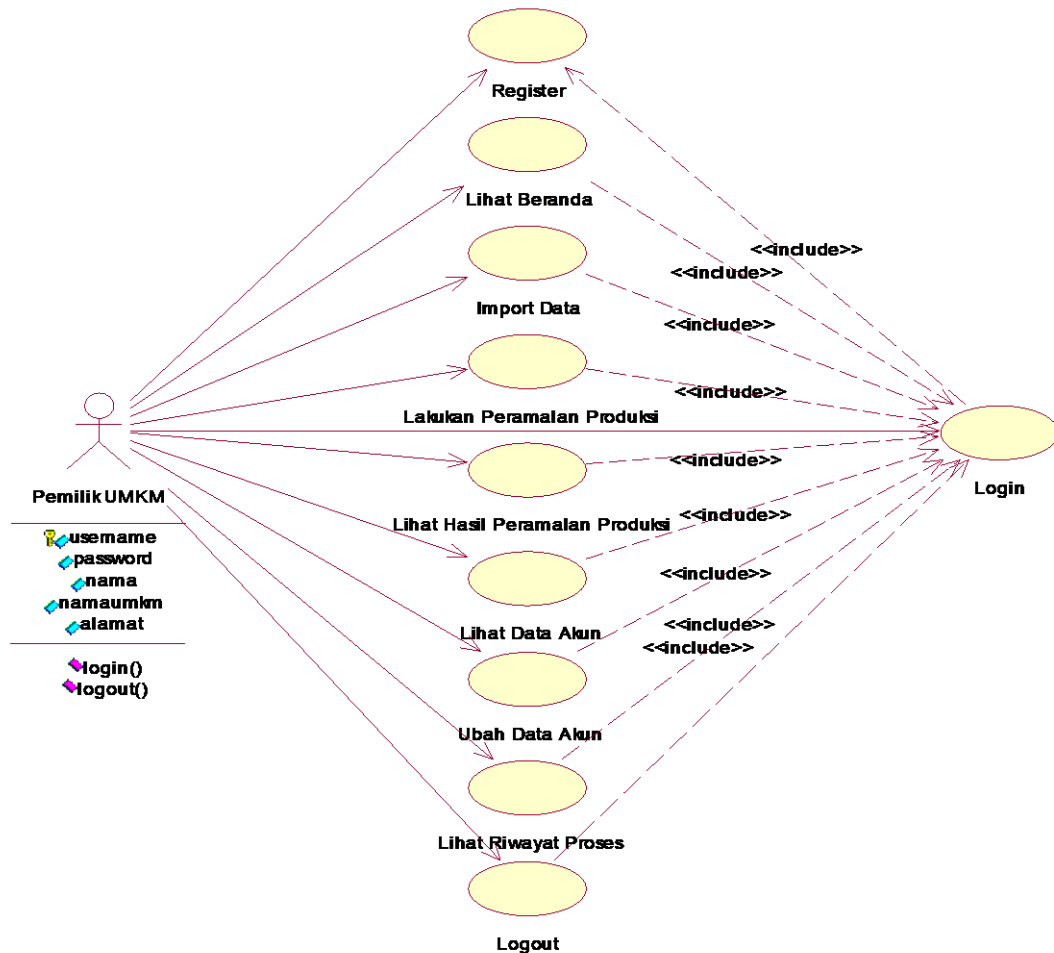 Register
Lihat Beranda
<<include>>
<<include>>
Import Data
<<include>>
Lakukan Peramalan Produksi
<<include>>
<<include>>
Login
Pemilik UMKM
username
password
nama
namaumkm
alamat
login()
logout()
Lihat Hasil Peramalan Produksi
<<include>>
<<include>>
Lihat Data Akun
<<include>>
<<include>>
Ubah Data Akun
Lihat Riwayat Proses
Logout